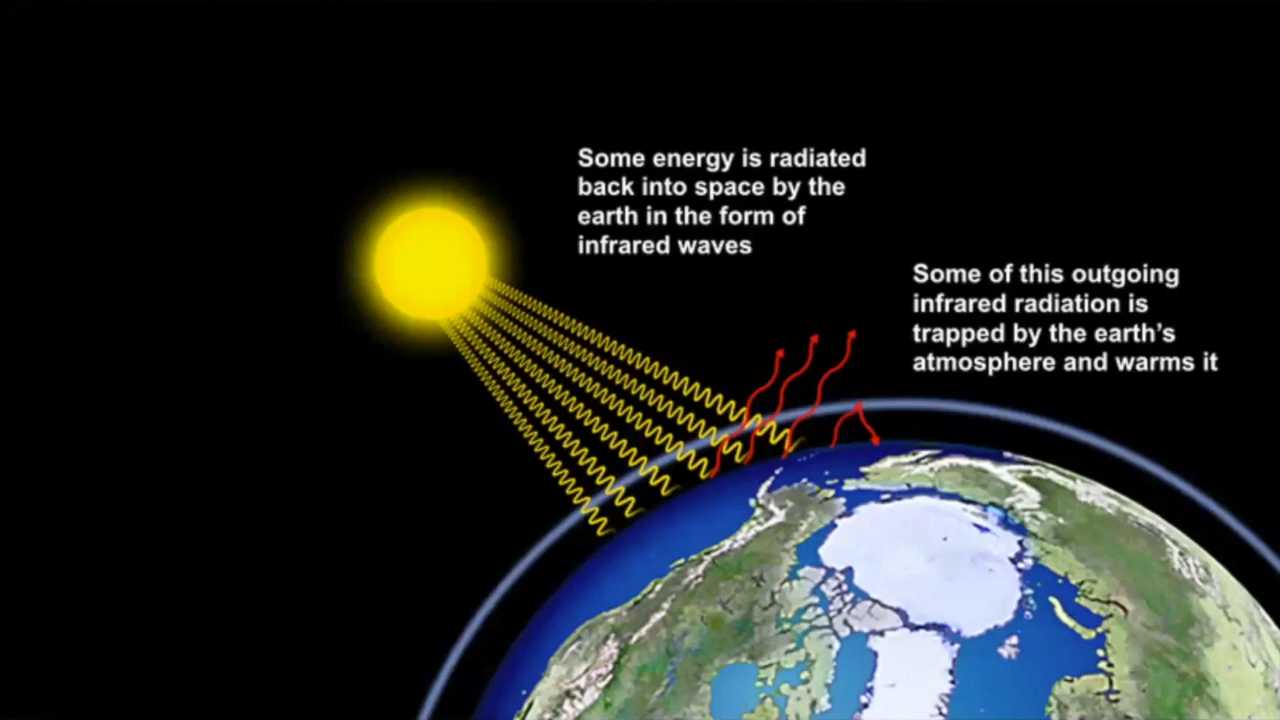 Some energy is radiated
back into space by the
earth in the form of
infrared waves
Some of this outgoing
infrared radiation is
trapped by the earth’s
atmosphere and warms it